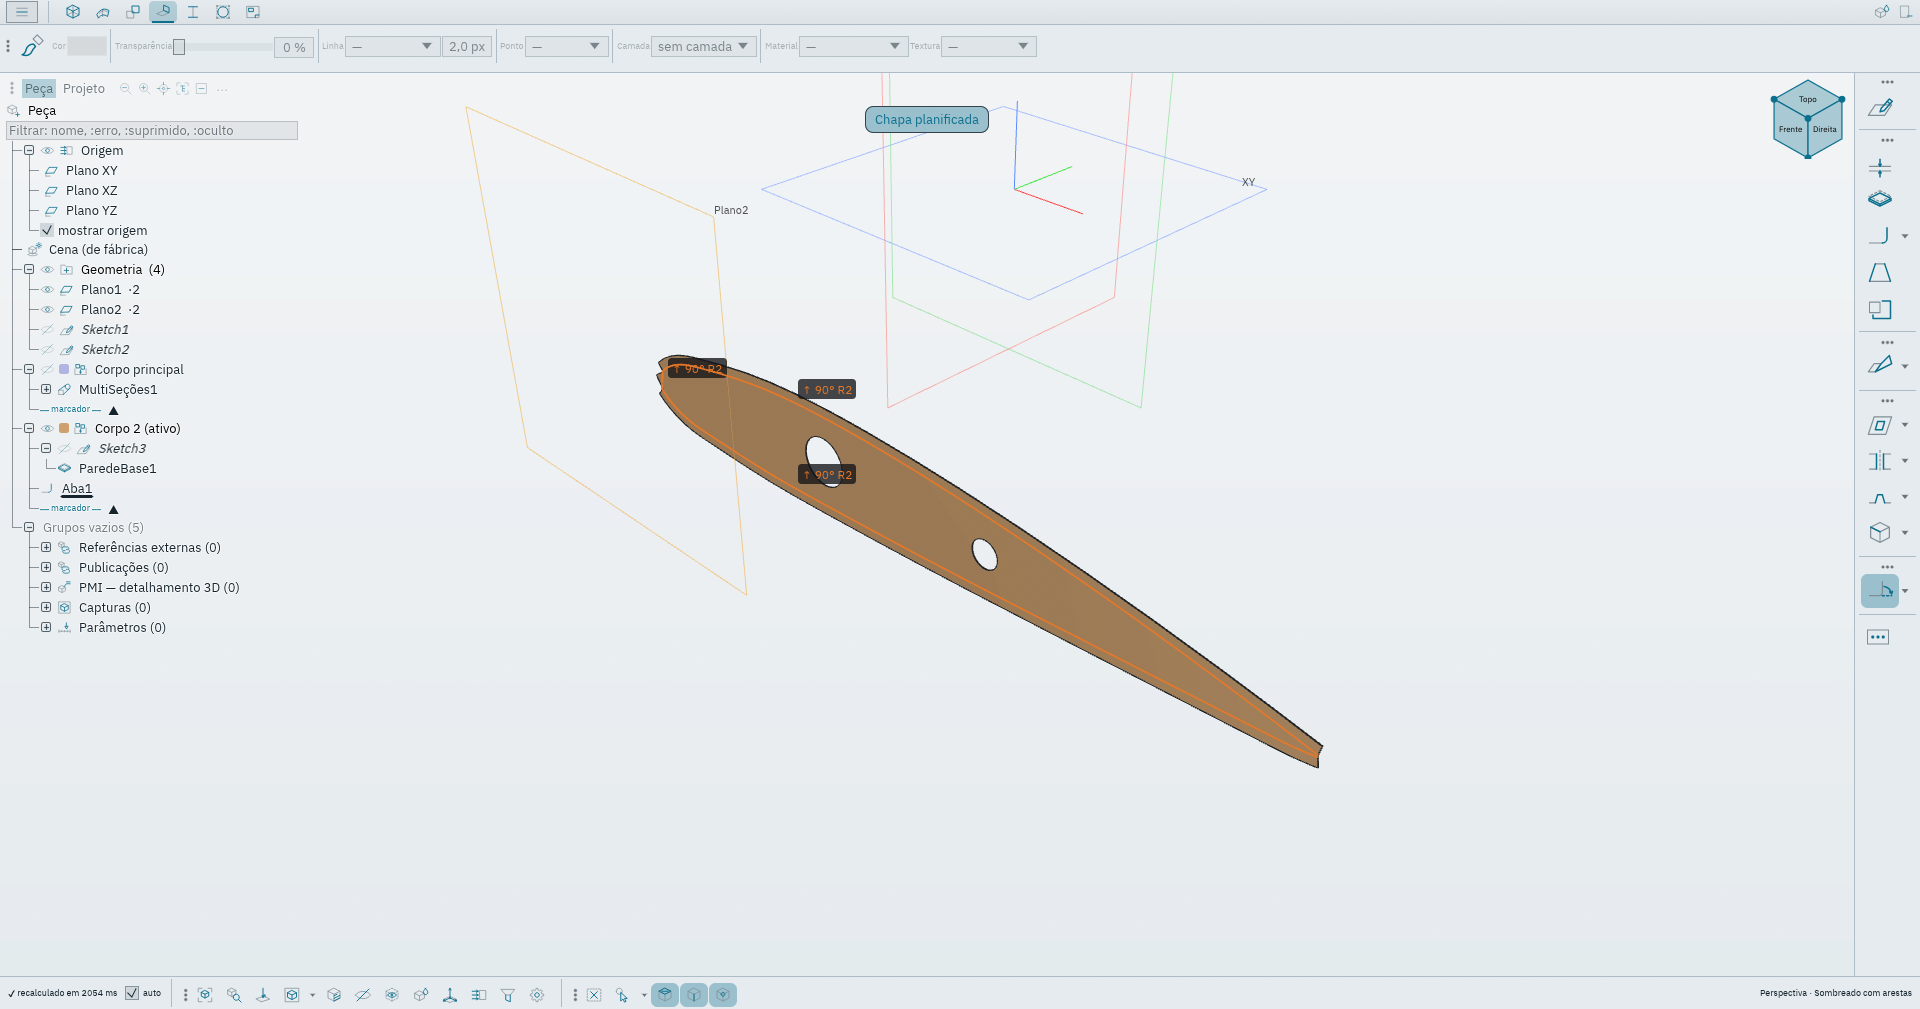 Cor
Transparência
0 %
Linha
—
2.0 px
Ponto
—
Camada
sem camada
Material
—
Textura
—
Peça
Projeto
Peça
Filtrar: nome, :erro, :suprimido, :oculto
Origem
Plano XY
Plano XZ
Plano YZ
mostrar origem
Cena (de fábrica)
Geometria (4)
Plano1 ·2
Plano2 ·2
Sketch1
Sketch2
Corpo principal
MultiSeções1
marcador
Corpo 2 (ativo)
Sketch3
ParedeBase1
Aba1
marcador
Grupos vazios (5)
Referências externas (0)
Publicações (0)
PMI — detalhamento 3D (0)
Capturas (0)
Parâmetros (0)
Chapa planificada
Plano2
XY
↑ 90° R2
↑ 90° R2
↑ 90° R2
Topo
Frente
Direita
✓ recalculado em 2054 ms
auto
Perspectiva · Sombreado com arestas